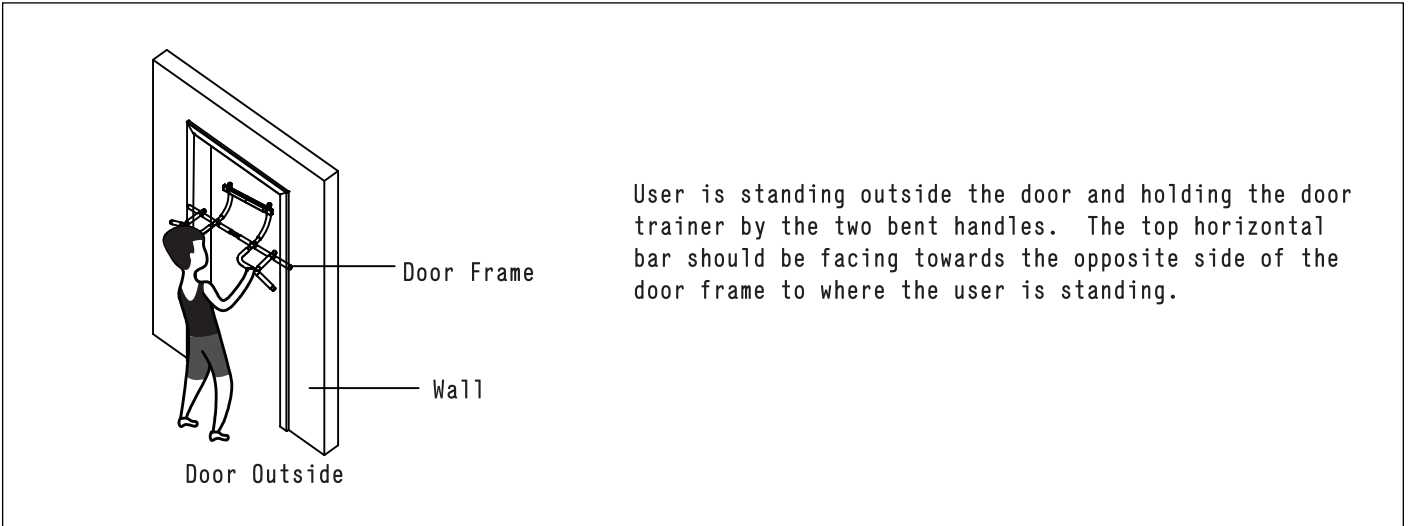 User is standing outside the door and holding the door
trainer by the two bent handles.  The top horizontal
bar should be facing towards the opposite side of the
door frame to where the user is standing.
Door Frame
Wall
Door Outside